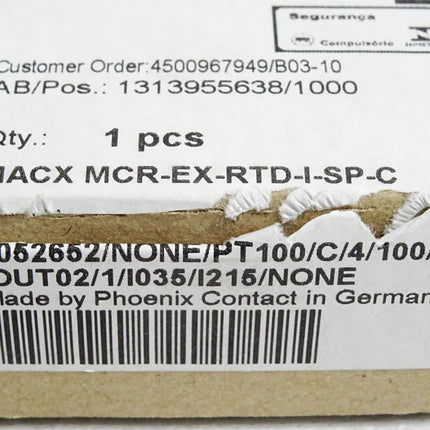 Segurança
Compulsório
Customer Order:4500967949/B03-10
AB/Pos.: 1313955638/1000
Qty.: 1 pcs
MACX MCR-EX-RTD-I-SP-C
052652/NONE/PT100/C/4/100/
OUT02/1/I035/I215/NONE
Made by Phoenix Contact in German